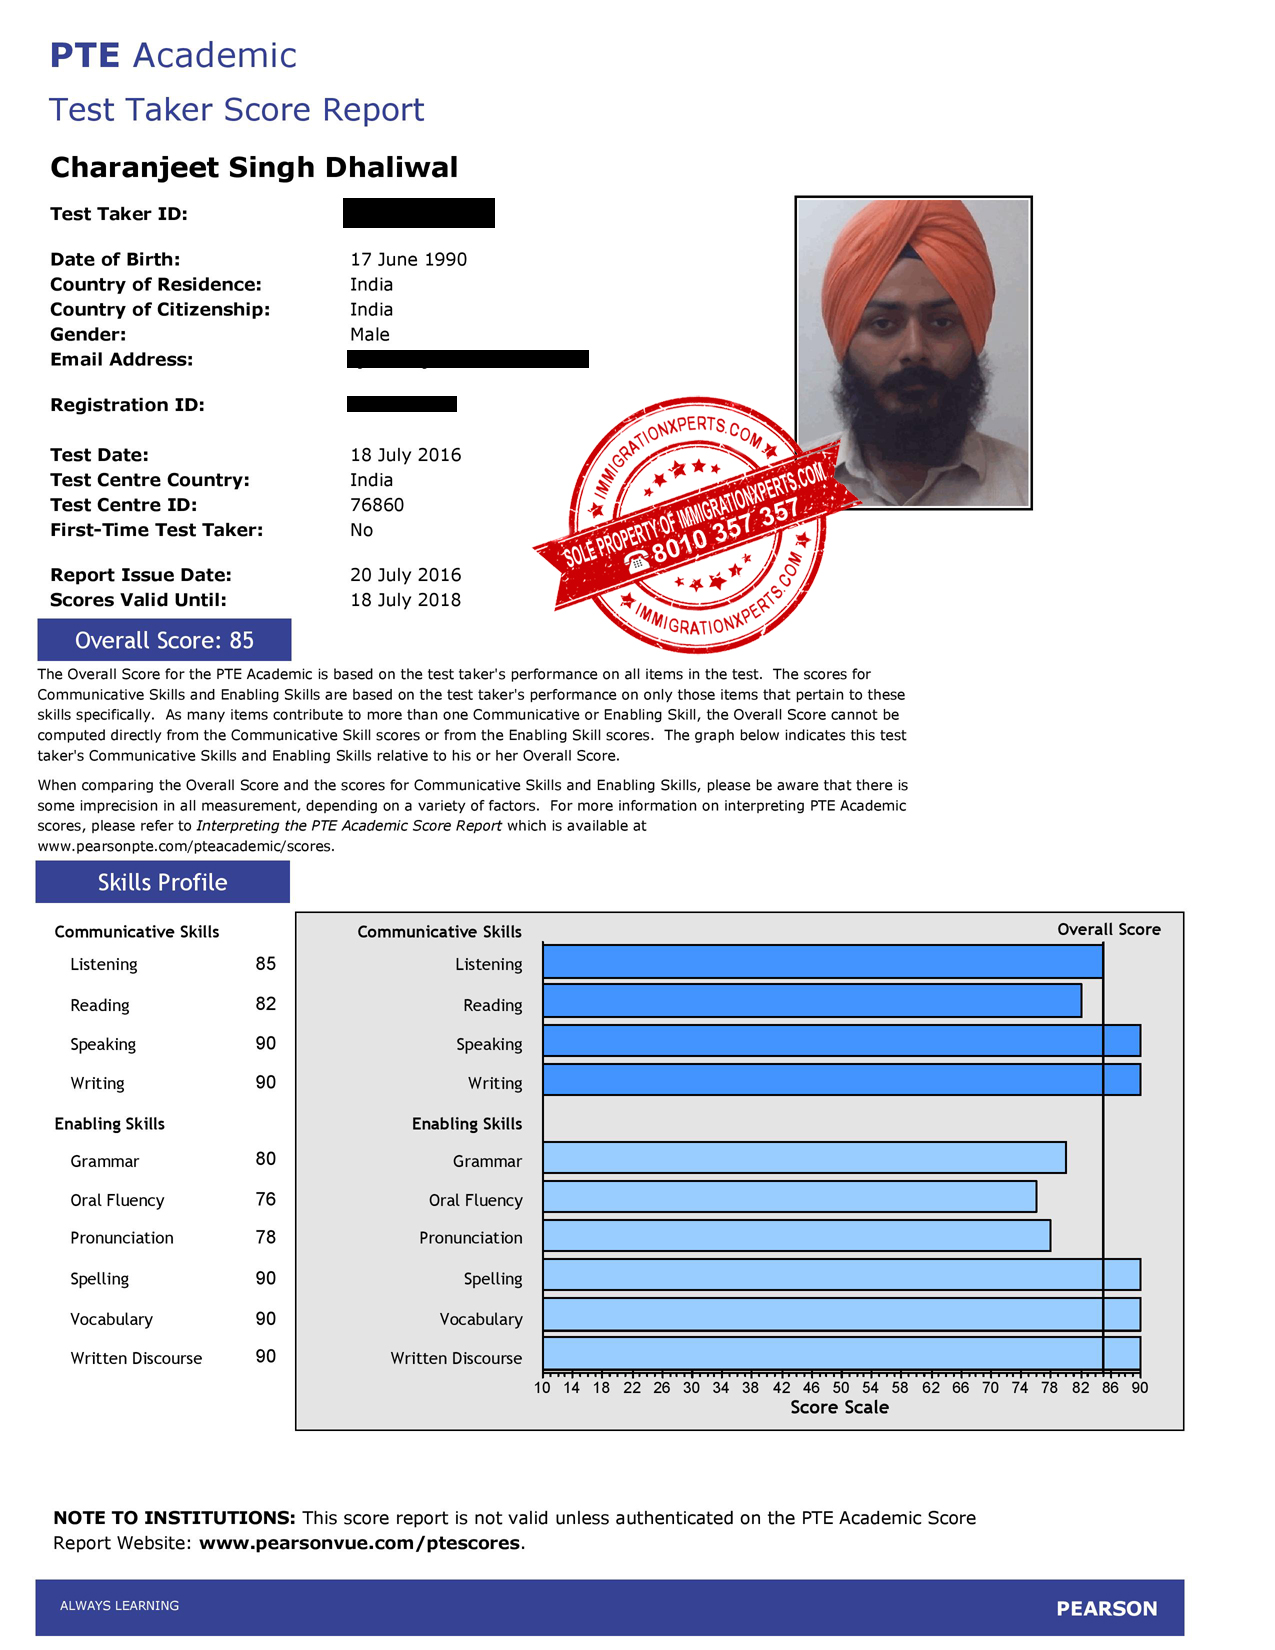 PTE Academic
Test Taker Score Report
Charanjeet Singh Dhaliwal
Test Taker ID:
Date of Birth: 17 June 1990
Country of Residence: India
Country of Citizenship: India
Gender: Male
Email Address:
Registration ID:
Test Date: 18 July 2016
Test Centre Country: India
Test Centre ID: 76860
First-Time Test Taker: No
Report Issue Date: 20 July 2016
Scores Valid Until: 18 July 2018
IMMIGRATIONXPERTS.COM
SOLE PROPERTY OF IMMIGRATIONXPERTS.COM
8010 357 357
IMMIGRATIONXPERTS.COM
Overall Score: 85
The Overall Score for the PTE Academic is based on the test taker's performance on all items in the test. The scores for
Communicative Skills and Enabling Skills are based on the test taker's performance on only those items that pertain to these
skills specifically. As many items contribute to more than one Communicative or Enabling Skill, the Overall Score cannot be
computed directly from the Communicative Skill scores or from the Enabling Skill scores. The graph below indicates this test
taker's Communicative Skills and Enabling Skills relative to his or her Overall Score.
When comparing the Overall Score and the scores for Communicative Skills and Enabling Skills, please be aware that there is
some imprecision in all measurement, depending on a variety of factors. For more information on interpreting PTE Academic
scores, please refer to Interpreting the PTE Academic Score Report which is available at
www.pearsonpte.com/pteacademic/scores.
Skills Profile
Communicative Skills
Listening 85
Reading 82
Speaking 90
Writing 90
Enabling Skills
Grammar 80
Oral Fluency 76
Pronunciation 78
Spelling 90
Vocabulary 90
Written Discourse 90
Communicative Skills Overall Score
Listening
Reading
Speaking
Writing
Enabling Skills
Grammar
Oral Fluency
Pronunciation
Spelling
Vocabulary
Written Discourse
10 14 18 22 26 30 34 38 42 46 50 54 58 62 66 70 74 78 82 86 90
Score Scale
NOTE TO INSTITUTIONS: This score report is not valid unless authenticated on the PTE Academic Score
Report Website: www.pearsonvue.com/ptescores.
ALWAYS LEARNING PEARSON